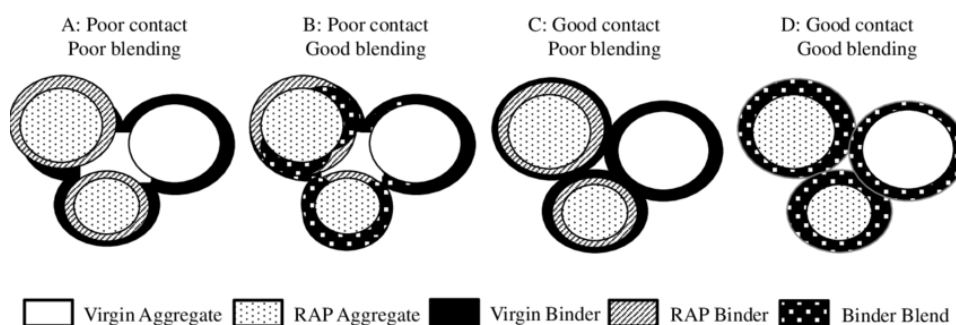 A: Poor contact
Poor blending
B: Poor contact
Good blending
C: Good contact
Poor blending
D: Good contact
Good blending
Virgin Aggregate
RAP Aggregate
Virgin Binder
RAP Binder
Binder Blend